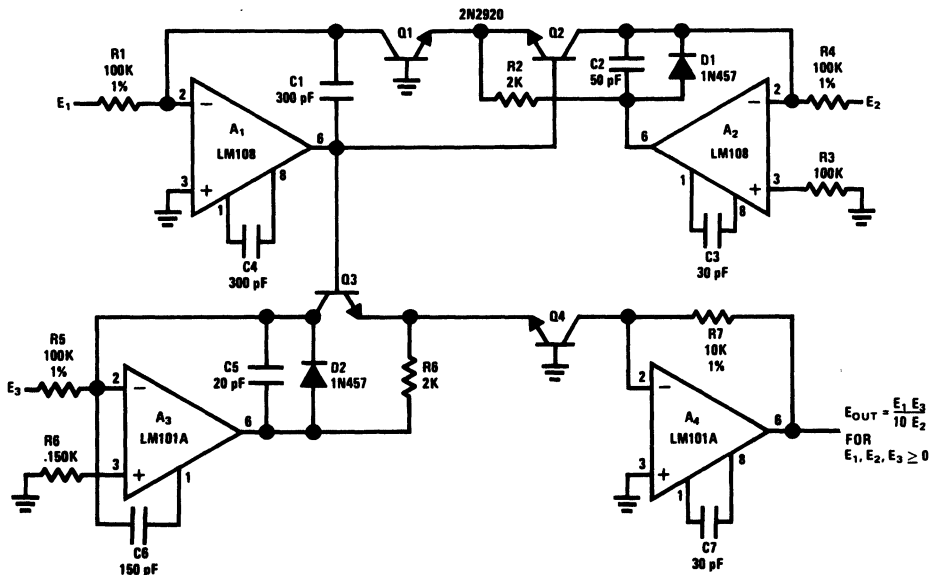 2N2920
Q1
Q2
R1
100K
1%
E1
2
−
A1
LM108
3
+
1
8
6
C4
300 pF
C1
300 pF
R2
2K
C2
50 pF
D1
1N457
R4
100K
1%
E2
2
−
A2
LM108
6
3
+
1
8
R3
100K
C3
30 pF
Q3
Q4
R5
100K
1%
E3
2
−
A3
LM101A
6
3
+
1
R6
.150K
C6
150 pF
C5
20 pF
D2
1N457
R6
2K
R7
10K
1%
2
−
A4
LM101A
6
3
+
1
8
C7
30 pF
EOUT = E1 E3
10 E2
FOR
E1, E2, E3 ≥ 0